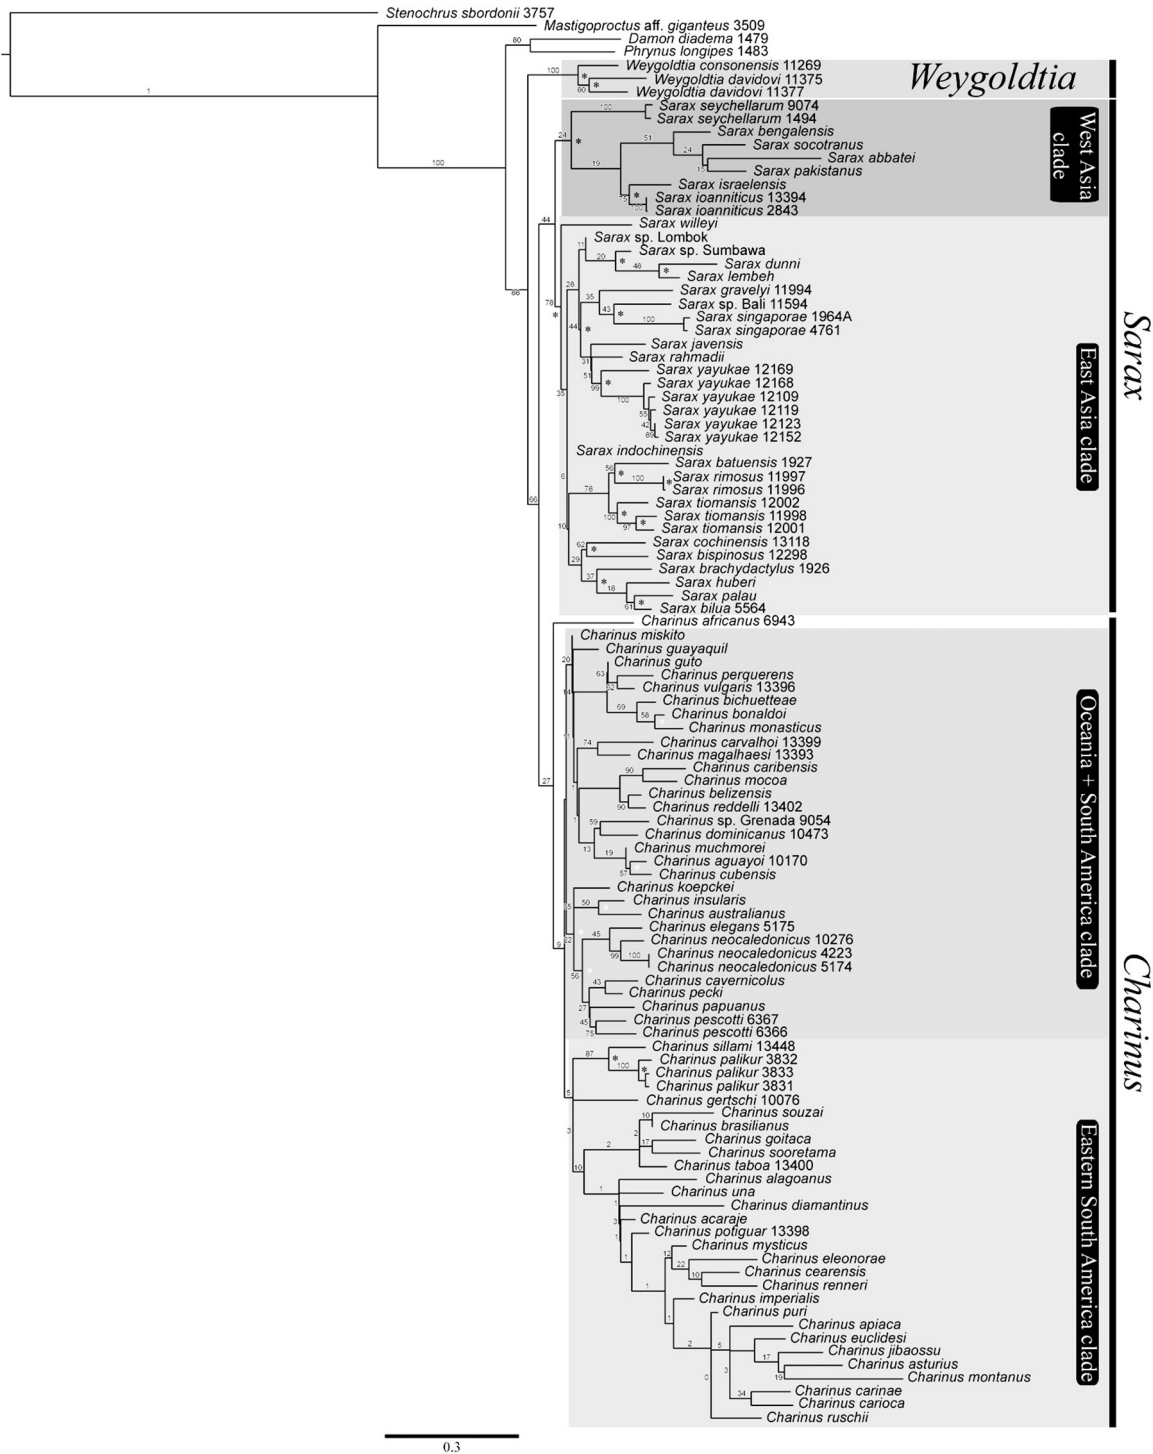 Stenochrus sbordonii 3757
Mastigoproctus aff. giganteus 3509
Damon diadema 1479
Phrynus longipes 1483
Weygoldtia consonensis 11269
Weygoldtia davidovi 11375
Weygoldtia davidovi 11377
Weygoldtia
Sarax seychellarum 9074
Sarax seychellarum 1494
Sarax bengalensis
Sarax socotranus
Sarax abbatei
Sarax pakistanus
Sarax israelensis
Sarax ioanniticus 13394
Sarax ioanniticus 2843
West Asia
clade
Sarax willeyi
Sarax sp. Lombok
Sarax sp. Sumbawa
Sarax dunni
Sarax lembeh
Sarax gravelyi 11994
Sarax sp. Bali 11594
Sarax singaporae 1964A
Sarax singaporae 4761
Sarax javensis
Sarax rahmadii
Sarax yayukae 12169
Sarax yayukae 12168
Sarax yayukae 12109
Sarax yayukae 12119
Sarax yayukae 12123
Sarax yayukae 12152
Sarax indochinensis
Sarax batuensis 1927
Sarax rimosus 11997
Sarax rimosus 11996
Sarax tiomansis 12002
Sarax tiomansis 11998
Sarax tiomansis 12001
Sarax cochinensis 13118
Sarax bispinosus 12298
Sarax brachydactylus 1926
Sarax huberi
Sarax palau
Sarax bilua 5564
East Asia clade
Sarax
Charinus africanus 6943
Charinus miskito
Charinus guayaquil
Charinus guto
Charinus perquerens
Charinus vulgaris 13396
Charinus bichuetteae
Charinus bonaldoi
Charinus monasticus
Charinus carvalhoi 13399
Charinus magalhaesi 13393
Charinus caribensis
Charinus mocoa
Charinus belizensis
Charinus reddelli 13402
Charinus sp. Grenada 9054
Charinus dominicanus 10473
Charinus muchmorei
Charinus aguayoi 10170
Charinus cubensis
Charinus koepckei
Charinus insularis
Charinus australianus
Charinus elegans 5175
Charinus neocaledonicus 10276
Charinus neocaledonicus 4223
Charinus neocaledonicus 5174
Charinus cavernicolus
Charinus pecki
Charinus papuanus
Charinus pescotti 6367
Charinus pescotti 6366
Oceania + South America clade
Charinus sillami 13448
Charinus palikur 3832
Charinus palikur 3833
Charinus palikur 3831
Charinus gertschi 10076
Charinus souzai
Charinus brasilianus
Charinus goitaca
Charinus sooretama
Charinus taboa 13400
Charinus alagoanus
Charinus una
Charinus diamantinus
Charinus acaraje
Charinus potiguar 13398
Charinus mysticus
Charinus eleonorae
Charinus cearensis
Charinus renneri
Charinus imperialis
Charinus puri
Charinus apiaca
Charinus euclidesi
Charinus jibaossu
Charinus asturius
Charinus montanus
Charinus carinae
Charinus carioca
Charinus ruschii
Eastern South America clade
Charinus
0.3